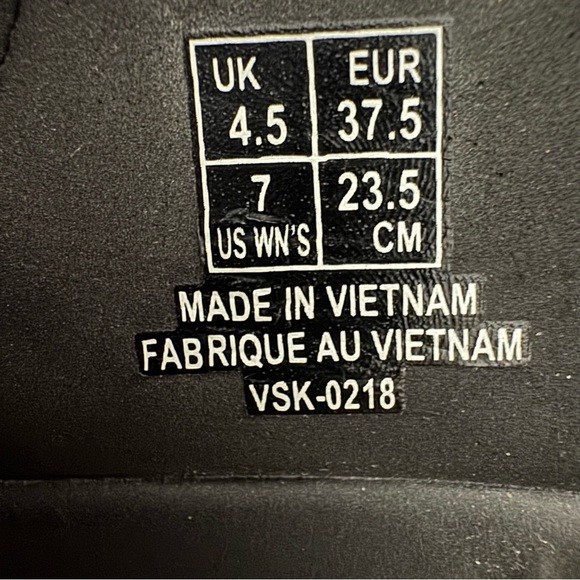 UK EUR
4.5 37.5
7 23.5
US WN'S CM
MADE IN VIETNAM
FABRIQUE AU VIETNAM
VSK-0218